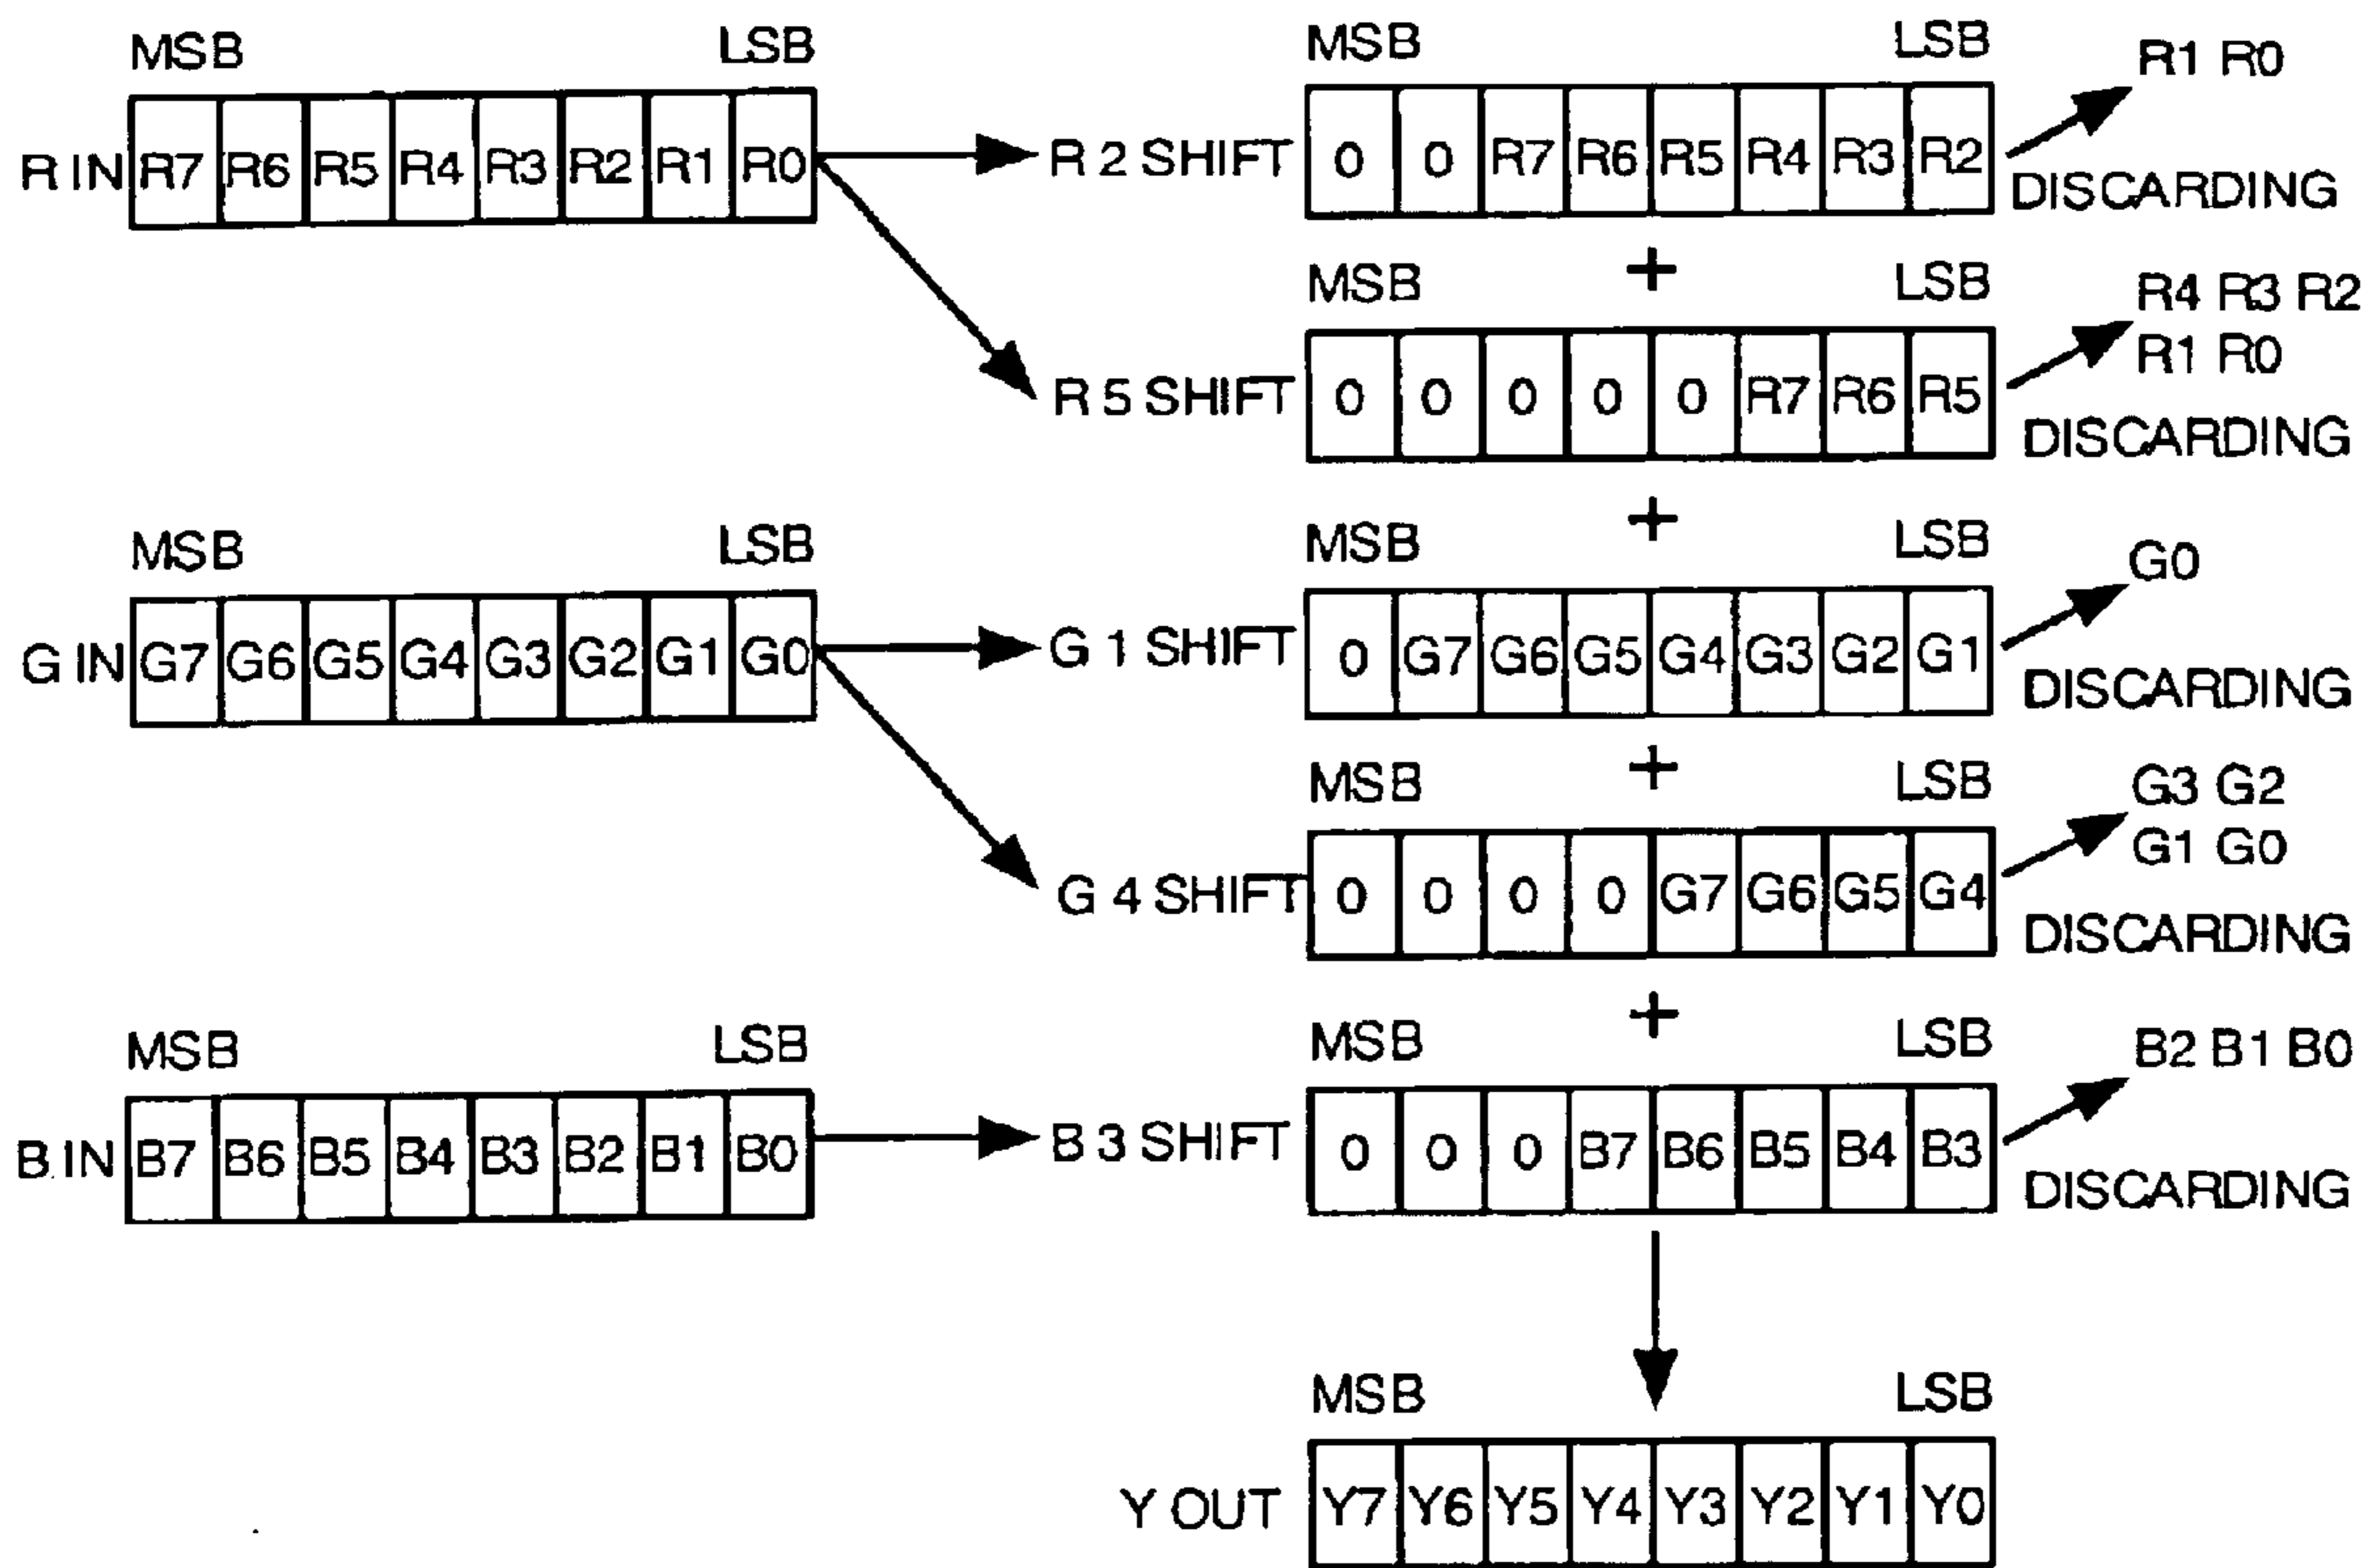 MSB LSB MSB LSB R1 R0
R IN R7 R6 R5 R4 R3 R2 R1 R0 R 2 SHIFT 0 0 R7 R6 R5 R4 R3 R2
DISCARDING
+
MSB LSB R4 R3 R2
R1 R0
R 5 SHIFT 0 0 0 0 0 R7 R6 R5
DISCARDING
+
MSB LSB MSB LSB G0
G IN G7 G6 G5 G4 G3 G2 G1 G0 G 1 SHIFT 0 G7 G6 G5 G4 G3 G2 G1
DISCARDING
+
MSB LSB G3 G2
G1 G0
G 4 SHIFT 0 0 0 0 G7 G6 G5 G4
DISCARDING
+
MSB LSB MSB LSB B2 B1 B0
B IN B7 B6 B5 B4 B3 B2 B1 B0 B 3 SHIFT 0 0 0 B7 B6 B5 B4 B3
DISCARDING
MSB LSB
Y OUT Y7 Y6 Y5 Y4 Y3 Y2 Y1 Y0